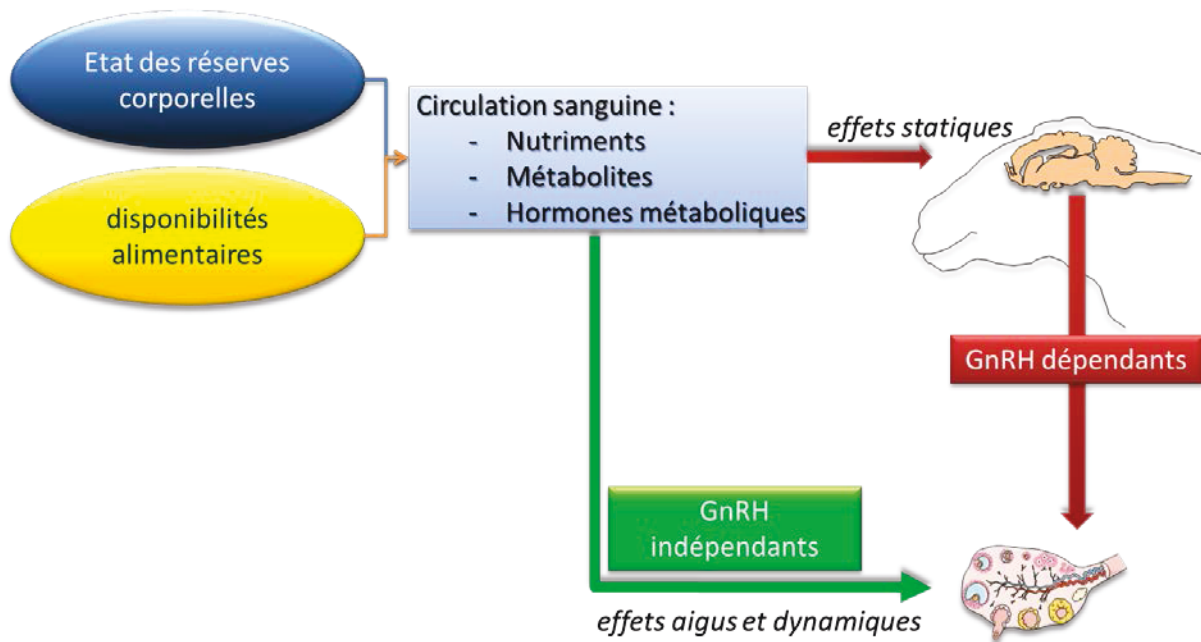 Etat des réserves
corporelles
disponibilités
alimentaires
Circulation sanguine :
- Nutriments
- Métabolites
- Hormones métaboliques
effets statiques
GnRH dépendants
GnRH
indépendants
effets aigus et dynamiques